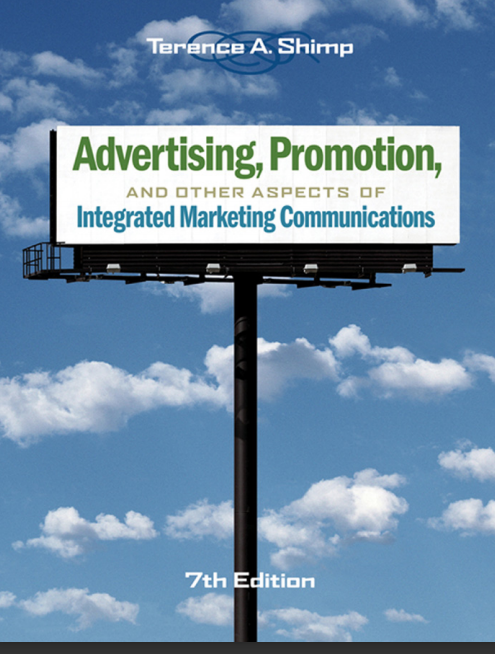 Terence A. Shimp
Advertising, Promotion,
AND OTHER ASPECTS OF
Integrated Marketing Communications
7th Edition